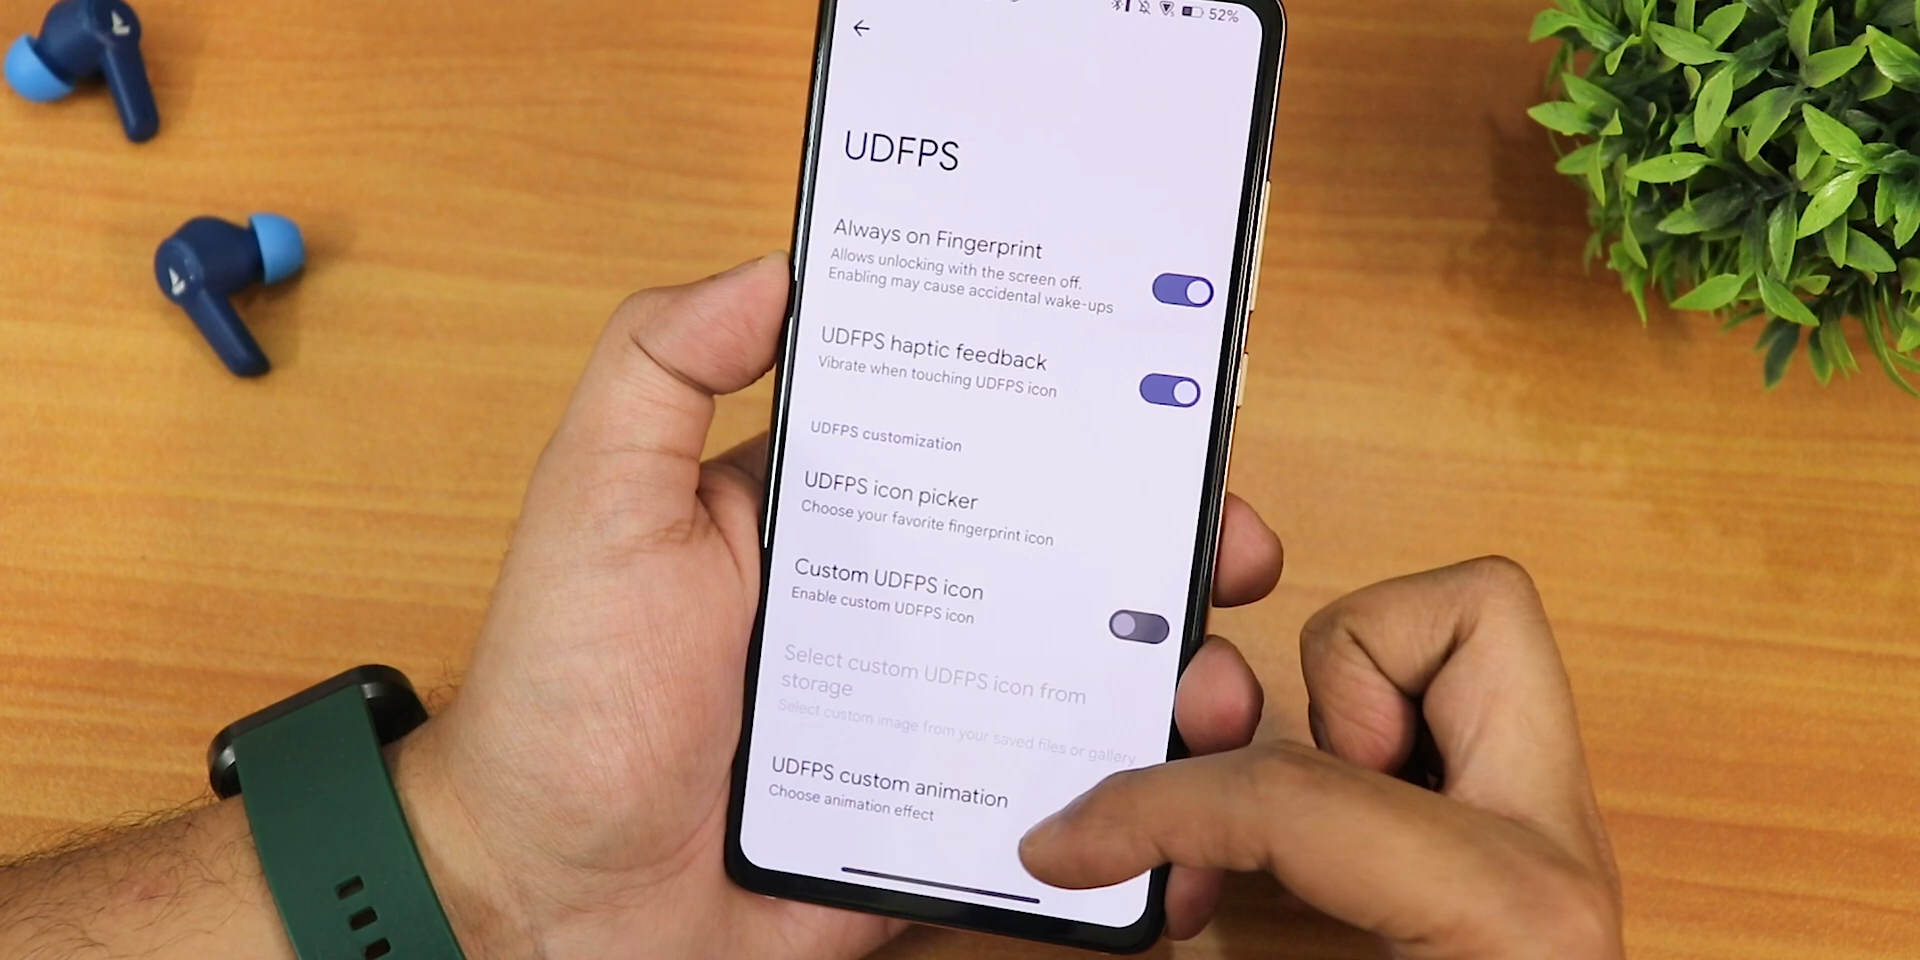 52%
UDFPS
Always on Fingerprint
Allows unlocking with the screen off.
Enabling may cause accidental wake-ups
UDFPS haptic feedback
Vibrate when touching UDFPS icon
UDFPS customization
UDFPS icon picker
Choose your favorite fingerprint icon
Custom UDFPS icon
Enable custom UDFPS icon
Select custom UDFPS icon from
storage
Select custom image from your saved files or gallery
UDFPS custom animation
Choose animation effect